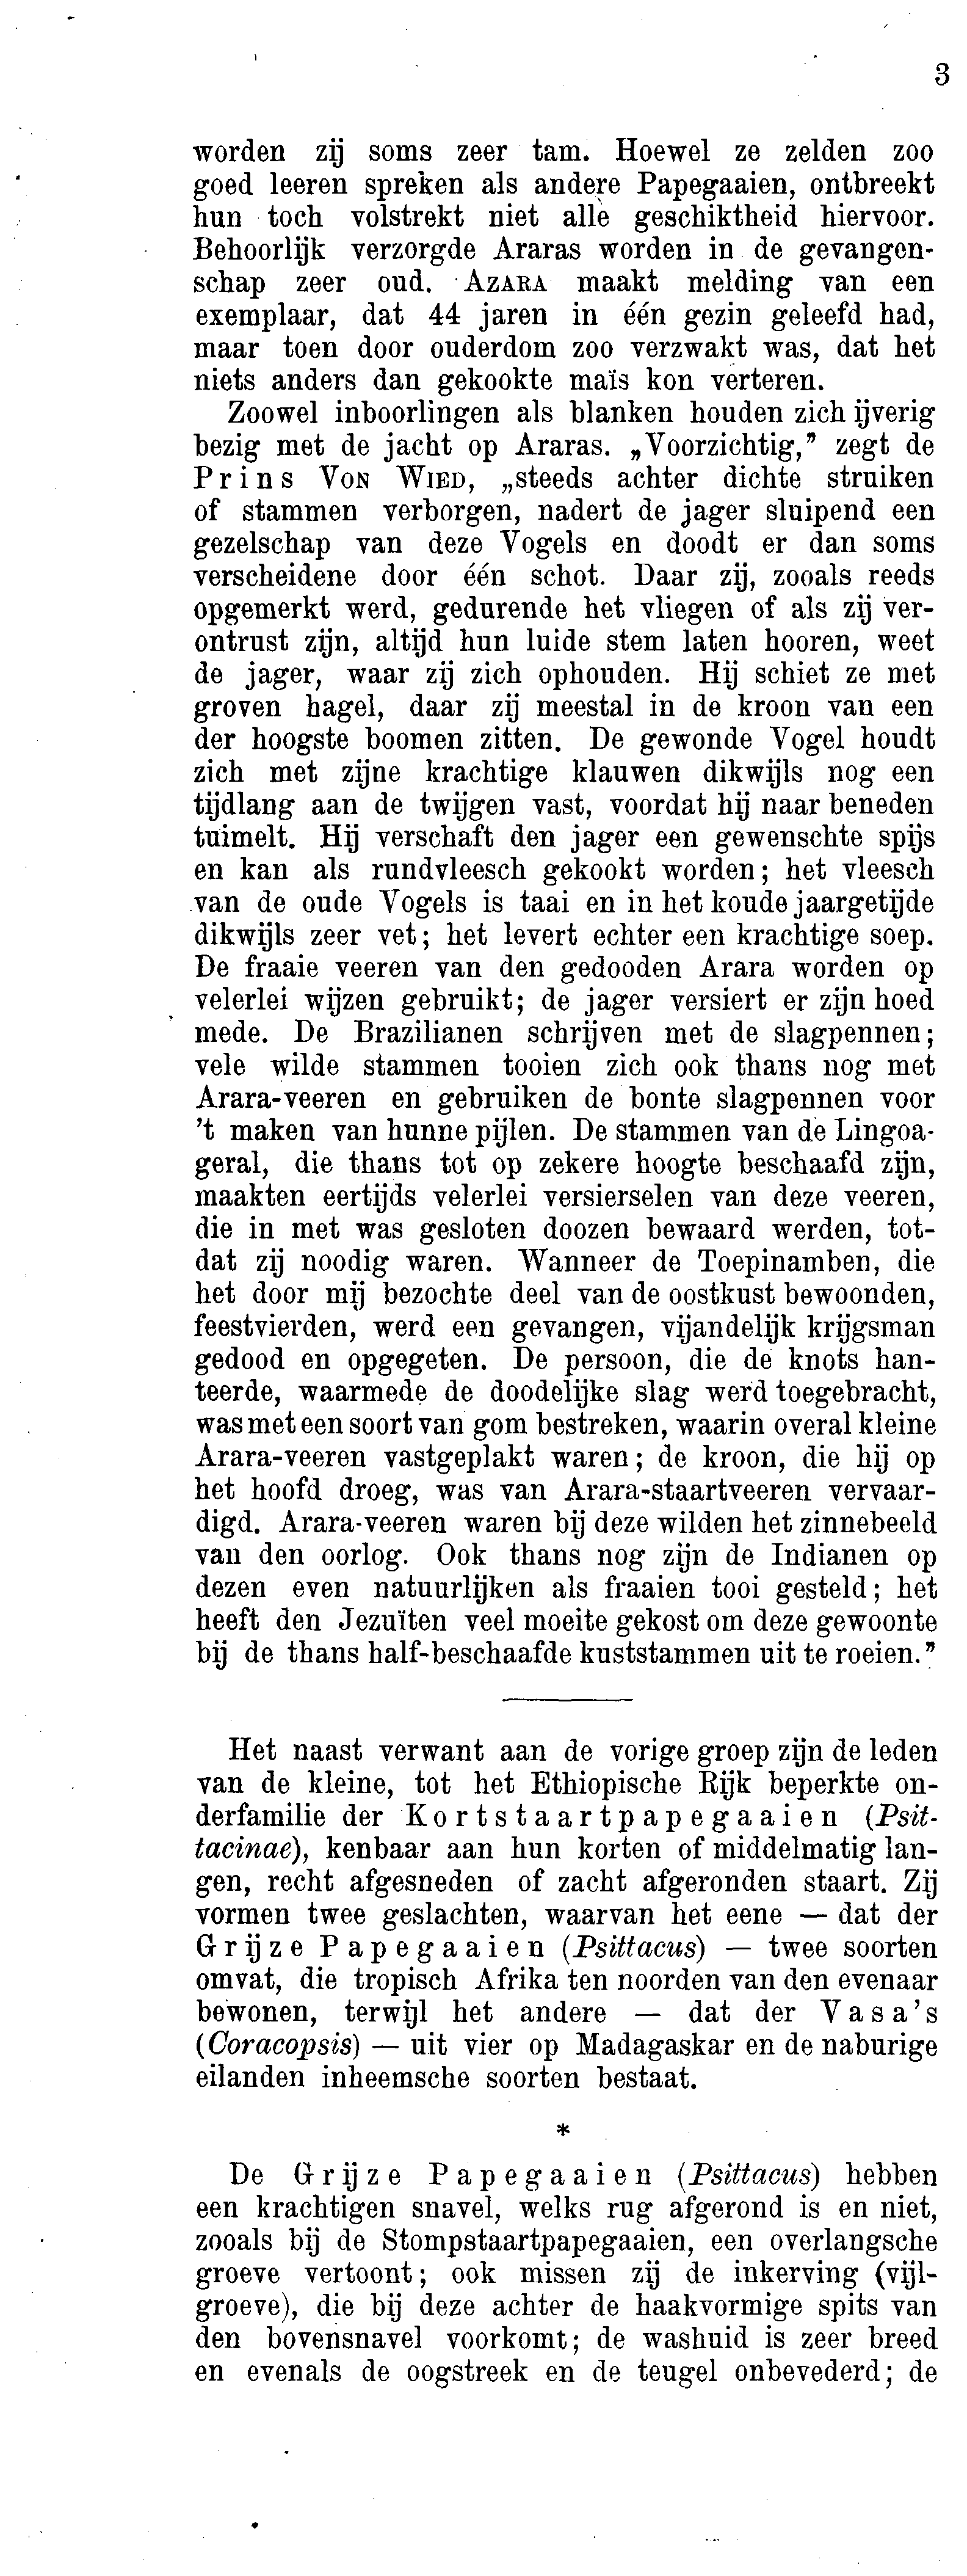 3
worden zij soms zeer tam. Hoewel ze zelden zoo
goed leeren spreken als andere Papegaaien, ontbreekt
hun toch volstrekt niet alle geschiktheid hiervoor.
Behoorlijk verzorgde Araras worden in de gevangen-
schap zeer oud. AZARA maakt melding van een
exemplaar, dat 44 jaren in één gezin geleefd had,
maar toen door ouderdom zoo verzwakt was, dat het
niets anders dan gekookte maïs kon verteren.
Zoowel inboorlingen als blanken houden zich ijverig
bezig met de jacht op Araras. „Voorzichtig,” zegt de
Prins VON WIED, „steeds achter dichte struiken
of stammen verborgen, nadert de jager sluipend een
gezelschap van deze Vogels en doodt er dan soms
verscheidene door één schot. Daar zij, zooals reeds
opgemerkt werd, gedurende het vliegen of als zij ver-
ontrust zijn, altijd hun luide stem laten hooren, weet
de jager, waar zij zich ophouden. Hij schiet ze met
groven hagel, daar zij meestal in de kroon van een
der hoogste boomen zitten. De gewonde Vogel houdt
zich met zijne krachtige klauwen dikwijls nog een
tijdlang aan de twijgen vast, voordat hij naar beneden
tuimelt. Hij verschaft den jager een gewenschte spijs
en kan als rundvleesch gekookt worden; het vleesch
van de oude Vogels is taai en in het koude jaargetijde
dikwijls zeer vet; het levert echter een krachtige soep.
De fraaie veeren van den gedooden Arara worden op
velerlei wijzen gebruikt; de jager versiert er zijn hoed
mede. De Brazilianen schrijven met de slagpennen;
vele wilde stammen tooien zich ook thans nog met
Arara-veeren en gebruiken de bonte slagpennen voor
't maken van hunne pijlen. De stammen van de Lingoa-
geral, die thans tot op zekere hoogte beschaafd zijn,
maakten eertijds velerlei versierselen van deze veeren,
die in met was gesloten doozen bewaard werden, tot-
dat zij noodig waren. Wanneer de Toepinamben, die
het door mij bezochte deel van de oostkust bewoonden,
feestvierden, werd een gevangen, vijandelijk krijgsman
gedood en opgegeten. De persoon, die de knots han-
teerde, waarmede de doodelijke slag werd toegebracht,
was met een soort van gom bestreken, waarin overal kleine
Arara-veeren vastgeplakt waren; de kroon, die hij op
het hoofd droeg, was van Arara-staartveeren vervaar-
digd. Arara-veeren waren bij deze wilden het zinnebeeld
van den oorlog. Ook thans nog zijn de Indianen op
dezen even natuurlijken als fraaien tooi gesteld; het
heeft den Jezuïten veel moeite gekost om deze gewoonte
bij de thans half-beschaafde kuststammen uit te roeien.”
Het naast verwant aan de vorige groep zijn de leden
van de kleine, tot het Ethiopische Rijk beperkte on-
derfamilie der Kortstaartpapegaaien (Psit-
tacinae), kenbaar aan hun korten of middelmatig lan-
gen, recht afgesneden of zacht afgeronden staart. Zij
vormen twee geslachten, waarvan het eene — dat der
Grijze Papegaaien (Psittacus) — twee soorten
omvat, die tropisch Afrika ten noorden van den evenaar
bewonen, terwijl het andere — dat der Vasa's
(Coracopsis) — uit vier op Madagaskar en de naburige
eilanden inheemsche soorten bestaat.
*
De Grijze Papegaaien (Psittacus) hebben
een krachtigen snavel, welks rug afgerond is en niet,
zooals bij de Stompstaartpapegaaien, een overlangsche
groeve vertoont; ook missen zij de inkerving (vijl-
groeve), die bij deze achter de haakvormige spits van
den bovensnavel voorkomt; de washuid is zeer breed
en evenals de oogstreek en de teugel onbevederd; de